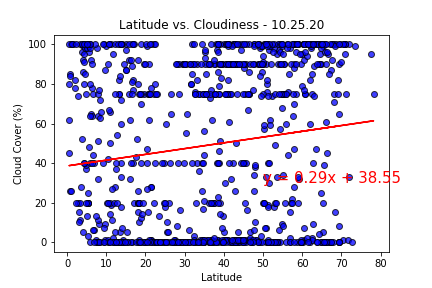 Latitude vs. Cloudiness - 10.25.20
Cloud Cover (%)
100
80
60
40
20
0
y = 0.29x + 38.55
0 10 20 30 40 50 60 70 80
Latitude